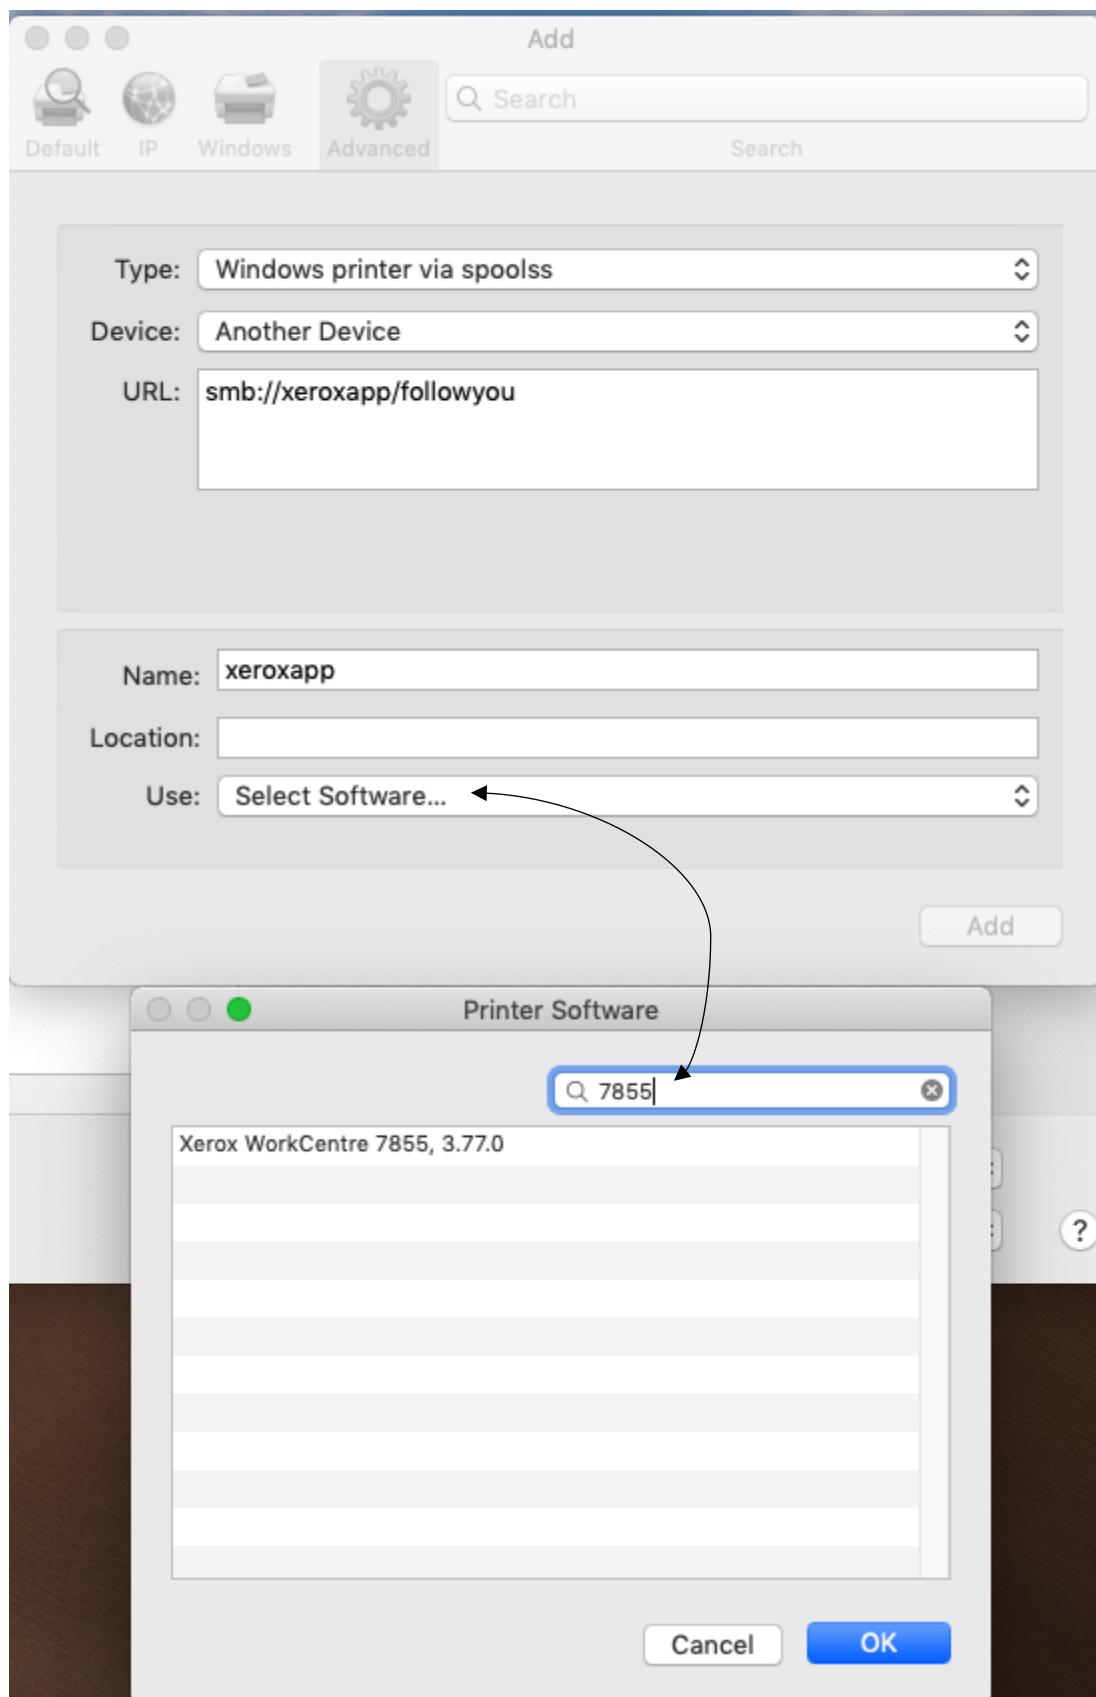 Add
Search
Default IP Windows Advanced Search
Type: Windows printer via spoolss
Device: Another Device
URL: smb://xeroxapp/followyou
Name: xeroxapp
Location:
Use: Select Software...
Add
Printer Software
7855
Xerox WorkCentre 7855, 3.77.0
?
Cancel OK